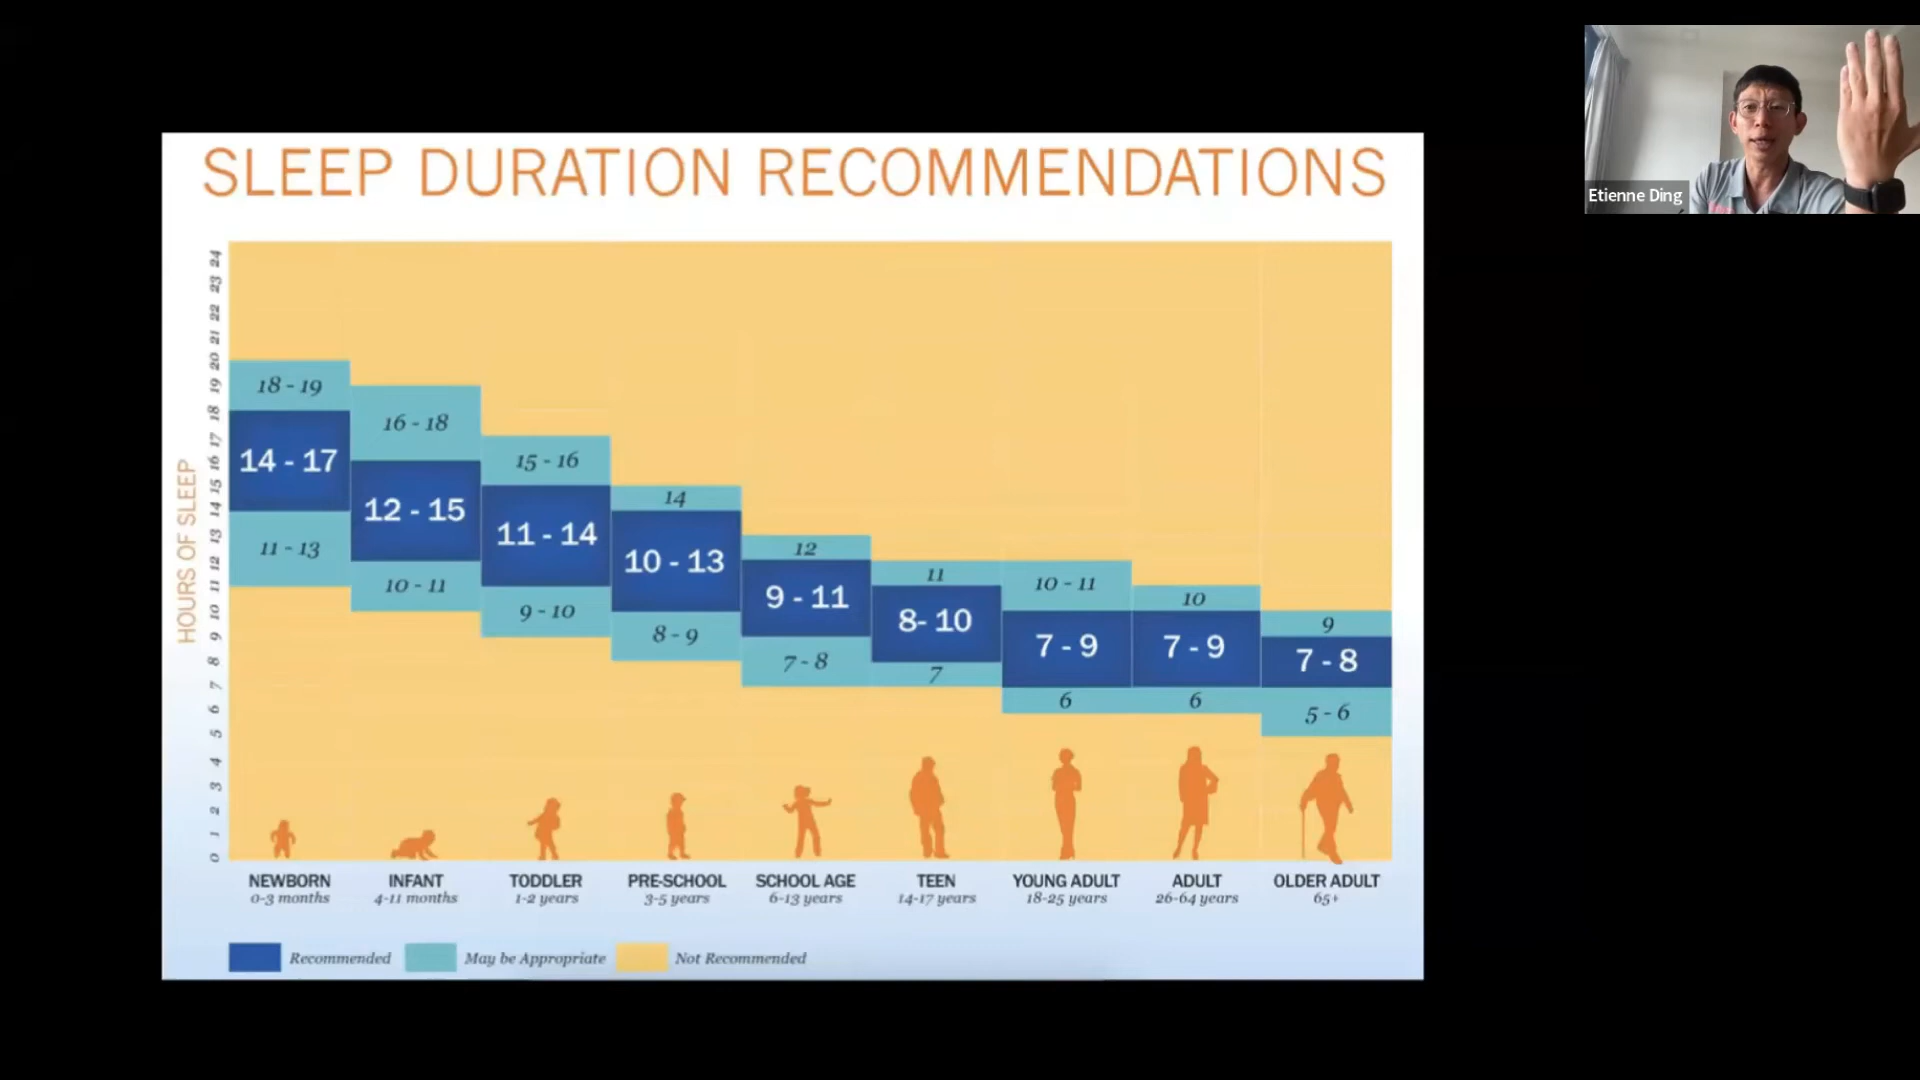 SLEEP DURATION RECOMMENDATIONS
Etienne Ding
HOURS OF SLEEP
24
23
22
21
20
19
18
17
16
15
14
13
12
11
10
9
8
7
6
5
4
3
2
1
0
18 - 19
14 - 17
11 - 13
16 - 18
12 - 15
10 - 11
15 - 16
11 - 14
9 - 10
14
10 - 13
8 - 9
12
9 - 11
7 - 8
11
8- 10
7
10 - 11
7 - 9
6
10
7 - 9
6
9
7 - 8
5 - 6
NEWBORN
0-3 months
INFANT
4-11 months
TODDLER
1-2 years
PRE-SCHOOL
3-5 years
SCHOOL AGE
6-13 years
TEEN
14-17 years
YOUNG ADULT
18-25 years
ADULT
26-64 years
OLDER ADULT
65+
Recommended
May be Appropriate
Not Recommended